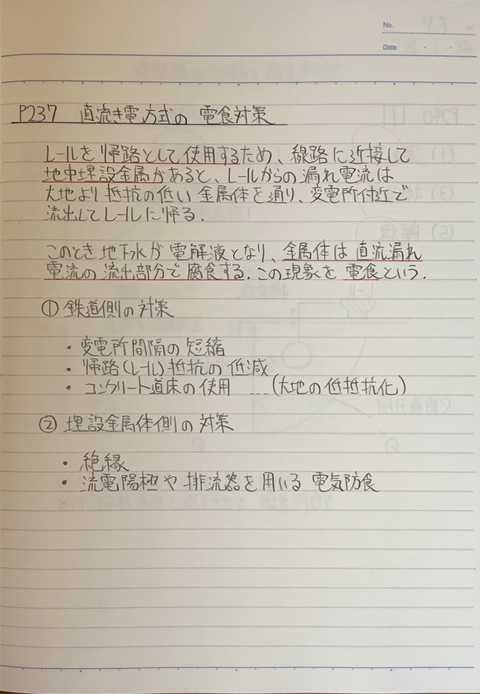 No.
Date
P237 直流き電方式の 電食対策
レールを 帰路として 使用するため、線路に近接して
地中埋設金属があると、レールからの漏れ電流は
大地より抵抗の低い 金属体を通り、変電所付近で
流出してレールに帰る.
このとき 地下水が 電解液となり、金属体は 直流漏れ
電流の 流出部分で 腐食する. この現象を 電食という.
① 鉄道側の 対策
・変電所間隔の 短縮
・帰路(レール)抵抗の 低減
・コンクリート道床の 使用 …(大地の低抵抗化)
② 埋設金属体側の 対策
・絶縁
・流電陽極や 排流器を用いる 電気防食